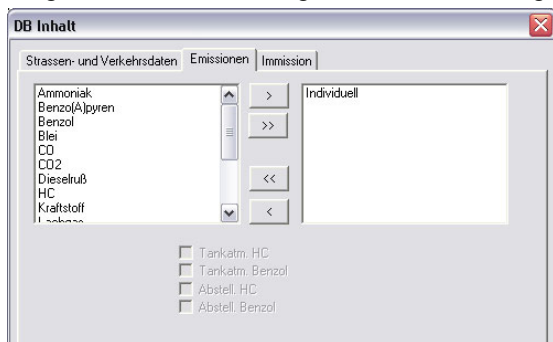 DB Inhalt
Strassen- und Verkehrsdaten Emissionen Immission
Ammoniak
Benzo(A)pyren
Benzol
Blei
CO
CO2
Dieselruß
HC
Kraftstoff
>
>>
<<
<
Individuell
Tankatm. HC
Tankatm. Benzol
Abstell. HC
Abstell. Benzol